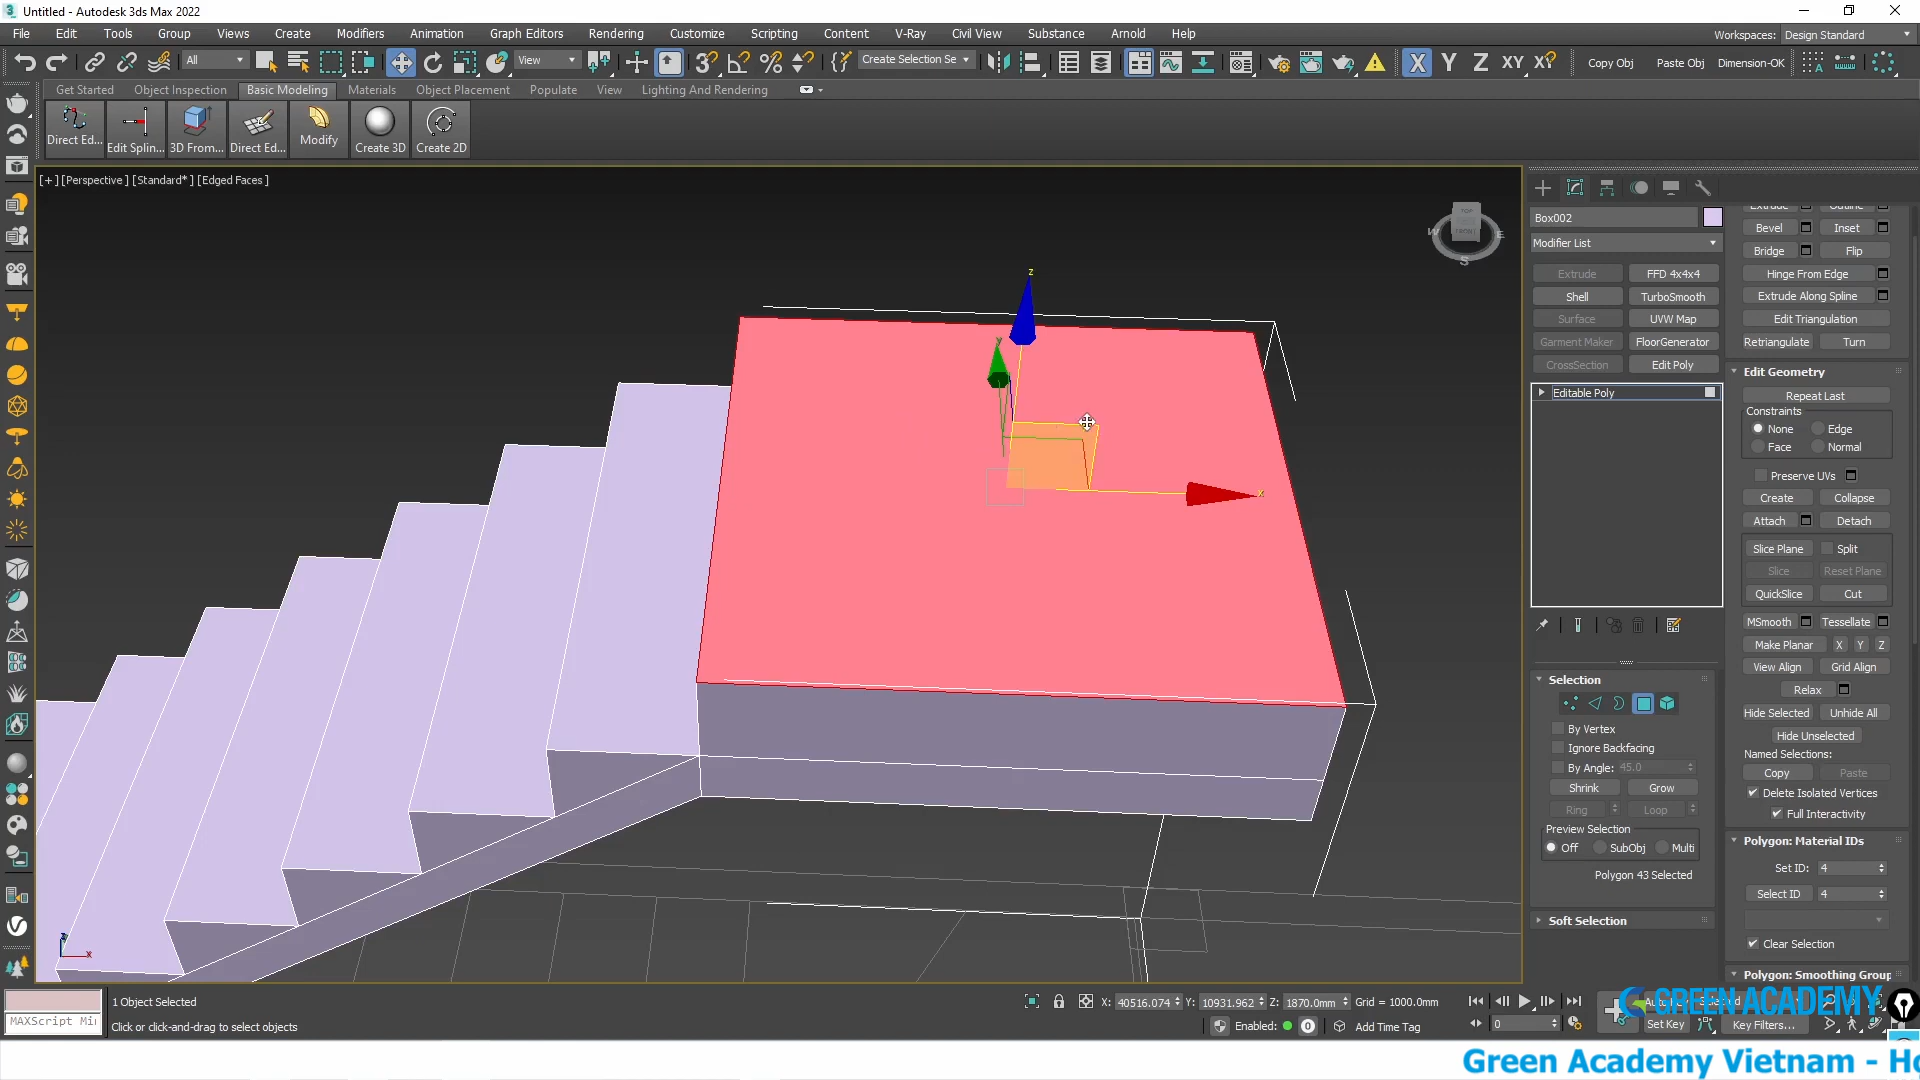 Untitled - Autodesk 3ds Max 2022
File Edit Tools Group Views Create Modifiers Animation Graph Editors Rendering Customize Scripting Content V-Ray Civil View Substance Arnold Help
Workspaces: Design Standard
All View Create Selection Se X Y Z XY X? Copy Obj Paste Obj Dimension-OK
Get Started Object Inspection Basic Modeling Materials Object Placement Populate View Lighting And Rendering
Direct Ed... Edit Splin... 3D From... Direct Ed... Modify Create 3D Create 2D
[+] [Perspective] [Standard*] [Edged Faces]
TOP
FRONT
W E
S
z
y
x
z
x
Box002
Modifier List
Extrude FFD 4x4x4
Shell TurboSmooth
Surface UVW Map
Garment Maker FloorGenerator
CrossSection Edit Poly
Editable Poly
Selection
By Vertex
Ignore Backfacing
By Angle: 45.0
Shrink Grow
Ring Loop
Preview Selection
Off SubObj Multi
Polygon 43 Selected
Soft Selection
Extrude Outline
Bevel Inset
Bridge Flip
Hinge From Edge
Extrude Along Spline
Edit Triangulation
Retriangulate Turn
Edit Geometry
Repeat Last
Constraints
None Edge
Face Normal
Preserve UVs
Create Collapse
Attach Detach
Slice Plane Split
Slice Reset Plane
QuickSlice Cut
MSmooth Tessellate
Make Planar X Y Z
View Align Grid Align
Relax
Hide Selected Unhide All
Hide Unselected
Named Selections:
Copy Paste
Delete Isolated Vertices
Full Interactivity
Polygon: Material IDs
Set ID: 4
Select ID 4
Clear Selection
Polygon: Smoothing Group
MAXScript Mi
1 Object Selected
Click or click-and-drag to select objects
X: 40516.074 Y: 10931.962 Z: 1870.0mm Grid = 1000.0mm
Enabled: 0 Add Time Tag
0
Set Key Key Filters...
GREEN ACADEMY
Green Academy Vietnam - H